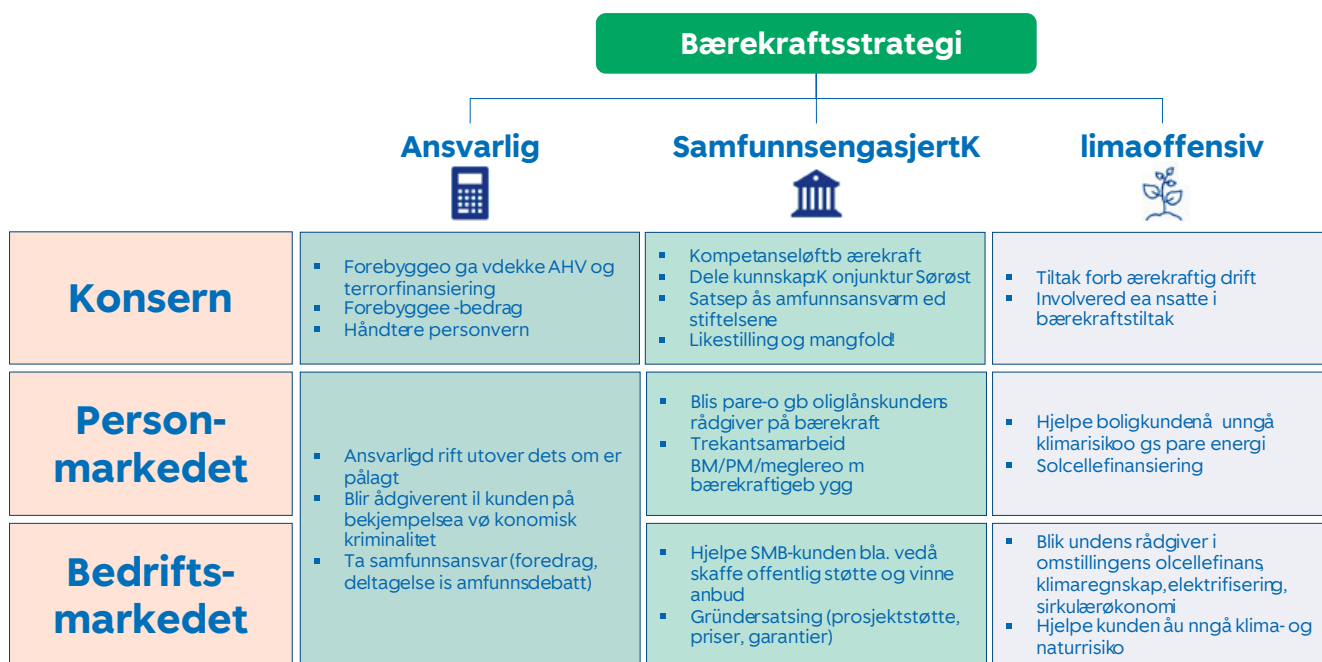 Bærekraftsstrategi
Ansvarlig
SamfunnsengasjertK
limaoffensiv
Konsern
▪ Forebyggeo ga vdekke AHV og
terrorfinansiering
▪ Forebyggee -bedrag
▪ Håndtere personvern
▪ Kompetanseløftb ærekraft
▪ Dele kunnskap:K onjunktur Sørøst
▪ Satsep ås amfunnsansvarm ed
stiftelsene
▪ Likestilling og mangfold!
▪ Tiltak forb ærekraftig drift
▪ Involvered ea nsatte i
bærekraftstiltak
Person-
markedet
▪ Ansvarligd rift utover dets om er
pålagt
▪ Blir ådgiverent il kunden på
bekjempelsea vø konomisk
kriminalitet
▪ Ta samfunnsansvar (foredrag,
deltagelse is amfunnsdebatt)
▪ Blis pare-o gb oliglånskundens
rådgiver på bærekraft
▪ Trekantsamarbeid
BM/PM/meglereo m
bærekraftigeb ygg
▪ Hjelpe boligkundenå unngå
klimarisikoo gs pare energi
▪ Solcellefinansiering
Bedrifts-
markedet
▪ Hjelpe SMB-kunden bla. vedå
skaffe offentlig støtte og vinne
anbud
▪ Gründersatsing (prosjektstøtte,
priser, garantier)
▪ Blik undens rådgiver i
omstillingens olcellefinans,
klimaregnskap, elektrifisering,
sirkulærøkonomi
▪ Hjelpe kunden åu nngå klima- og
naturrisiko